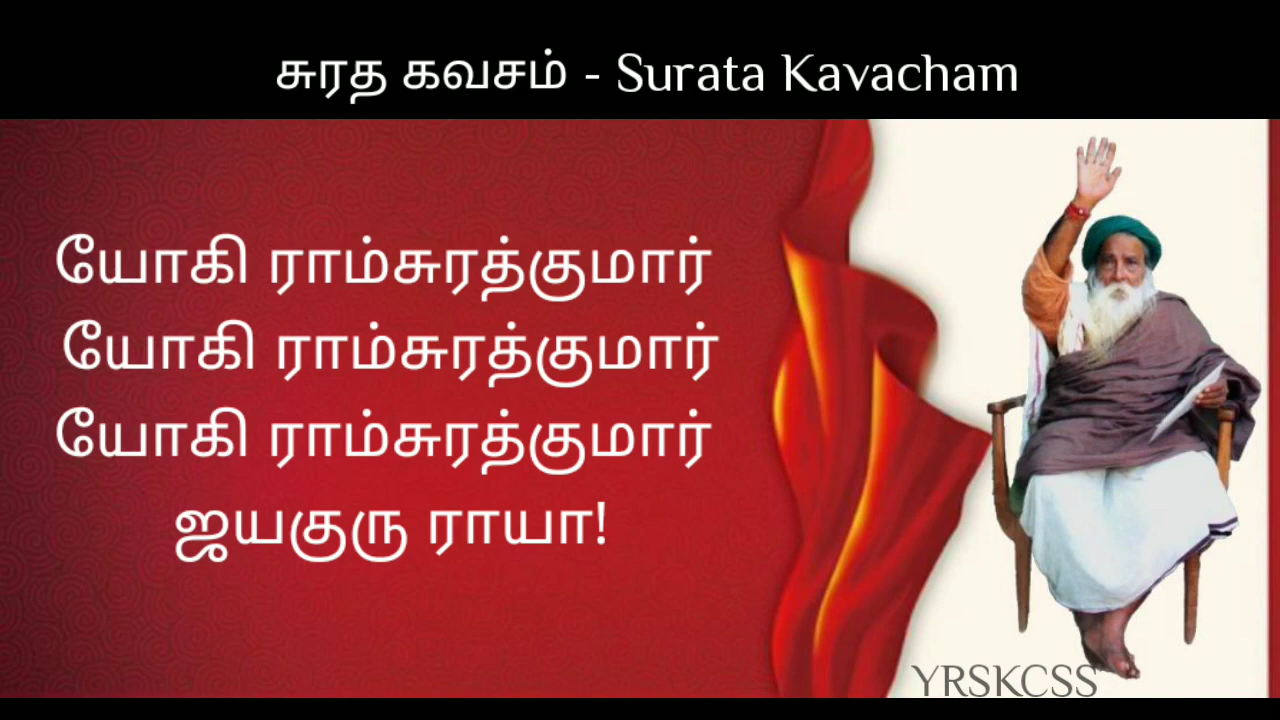 சுரத கவசம் - Surata Kavacham
யோகி ராம்சுரத்குமார்
யோகி ராம்சுரத்குமார்
யோகி ராம்சுரத்குமார்
ஜயகுரு ராயா!
YRSKCSS